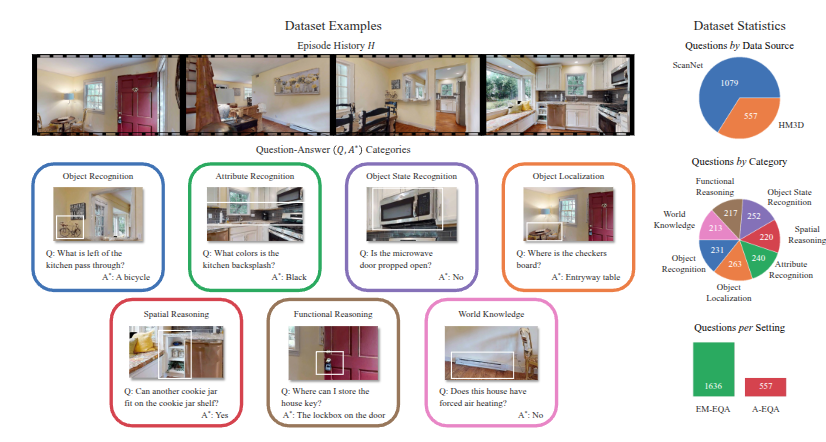 Dataset Examples
Episode History H
Question-Answer (Q, A*) Categories
Object Recognition
Q: What is left of the
kitchen pass through?
A*: A bicycle
Attribute Recognition
Q: What colors is the
kitchen backsplash?
A*: Black
Object State Recognition
Q: Is the microwave
door propped open?
A*: No
Object Localization
Q: Where is the checkers
board?
A*: Entryway table
Spatial Reasoning
Q: Can another cookie jar
fit on the cookie jar shelf?
A*: Yes
Functional Reasoning
Q: Where can I store the
house key?
A*: The lockbox on the door
World Knowledge
Q: Does this house have
forced air heating?
A*: No
Dataset Statistics
Questions by Data Source
ScanNet
1079
557
HM3D
Questions by Category
Functional
Reasoning
Object State
Recognition
217
252
World
Knowledge
213
220
Spatial
Reasoning
231
240
Object
Recognition
263
Attribute
Recognition
Object
Localization
Questions per Setting
1636
557
EM-EQA
A-EQA